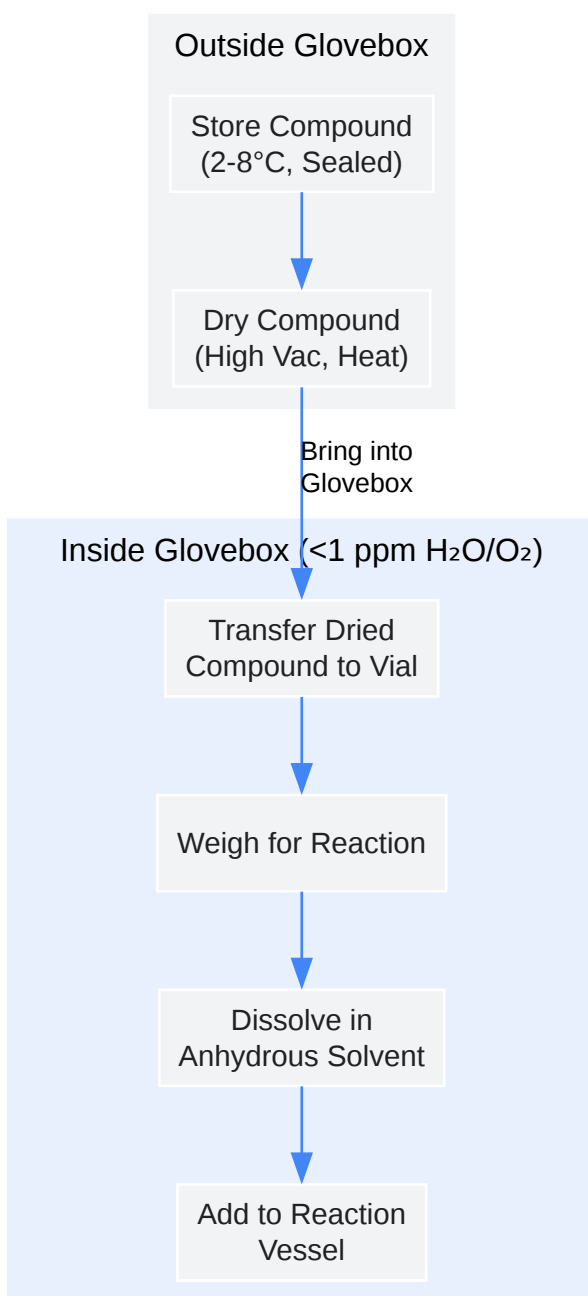 Outside Glovebox
Store Compound
(2-8°C, Sealed)
Dry Compound
(High Vac, Heat)
Bring into
Glovebox
Inside Glovebox (<1 ppm H₂O/O₂)
Transfer Dried
Compound to Vial
Weigh for Reaction
Dissolve in
Anhydrous Solvent
Add to Reaction
Vessel